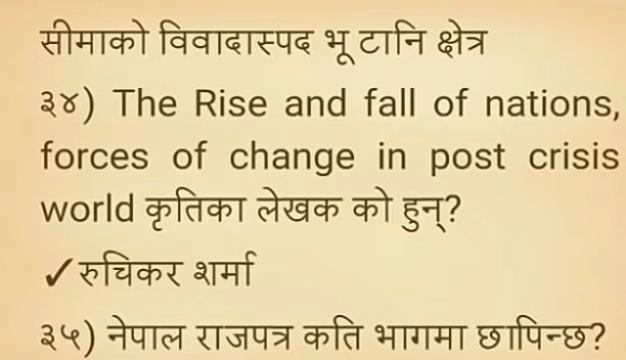 सीमाको विवादास्पद भू टानि क्षेत्र
३४) The Rise and fall of nations,
forces of change in post crisis
world कृतिका लेखक को हुन्?
✓रुचिकर शर्मा
३५) नेपाल राजपत्र कति भागमा छापिन्छ?